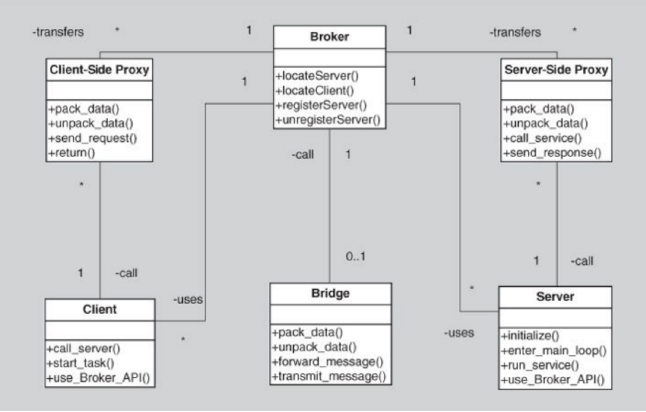 -transfers * 1 Broker 1 -transfers *
Client-Side Proxy
+pack_data()
+unpack_data()
+send_request()
+return()
1
+locateServer()
+locateClient()
+registerServer()
+unregisterServer()
1
Server-Side Proxy
+pack_data()
+unpack_data()
+call_service()
+send_response()
-call 1
* *
0..1
1 -call
1 -call
-uses
*
Client
+call_server()
+start_task()
+use_Broker_API()
*
Bridge
+pack_data()
+unpack_data()
+forward_message()
+transmit_message()
-uses
Server
+initialize()
+enter_main_loop()
+run_service()
+use_Broker_API()